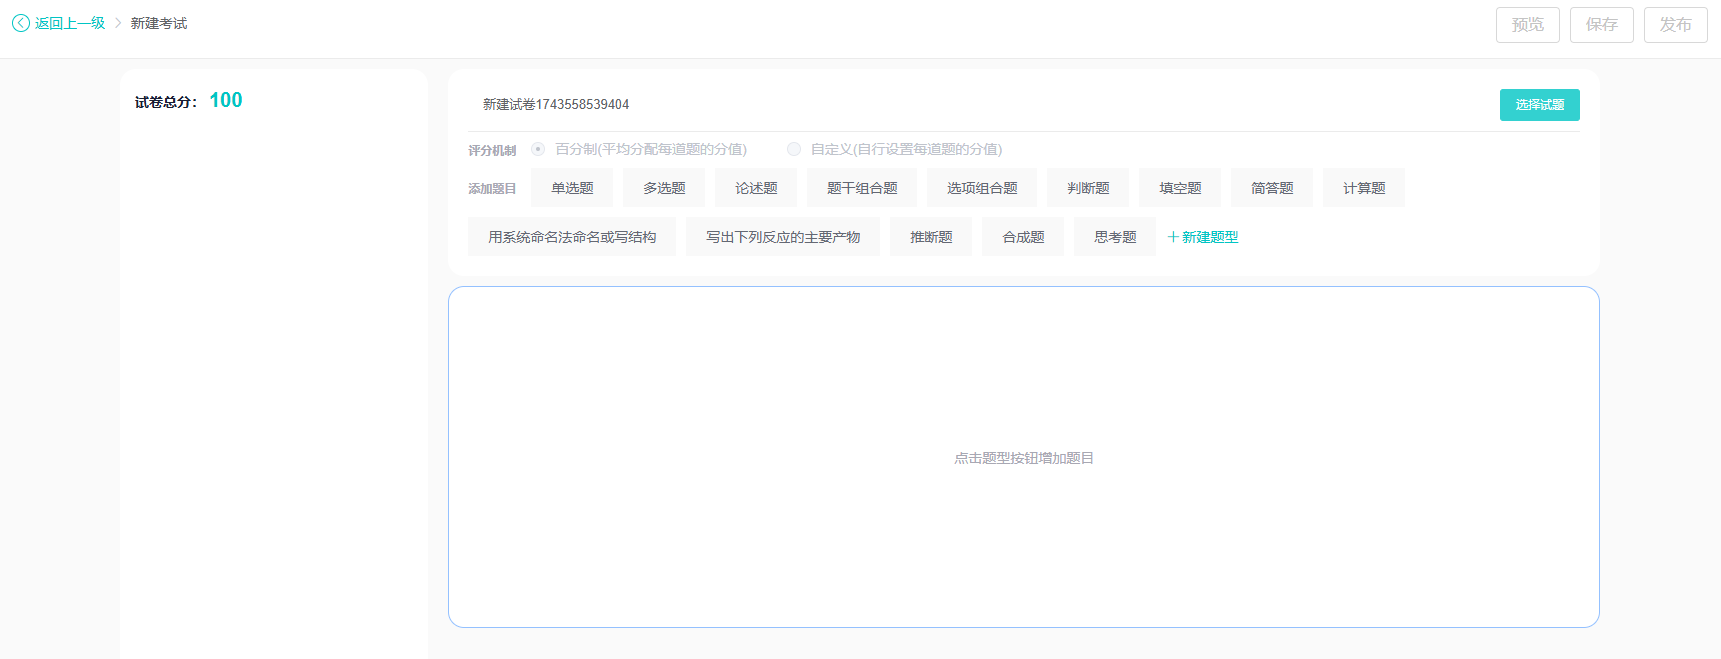 返回上一级 > 新建考试
预览 保存 发布
试卷总分： 100
新建试卷1743558539404
选择试题
评分机制 百分制(平均分配每道题的分值) 自定义(自行设置每道题的分值)
添加题目 单选题 多选题 论述题 题干组合题 选项组合题 判断题 填空题 简答题 计算题
用系统命名法命名或写结构 写出下列反应的主要产物 推断题 合成题 思考题 +新建题型
点击题型按钮增加题目